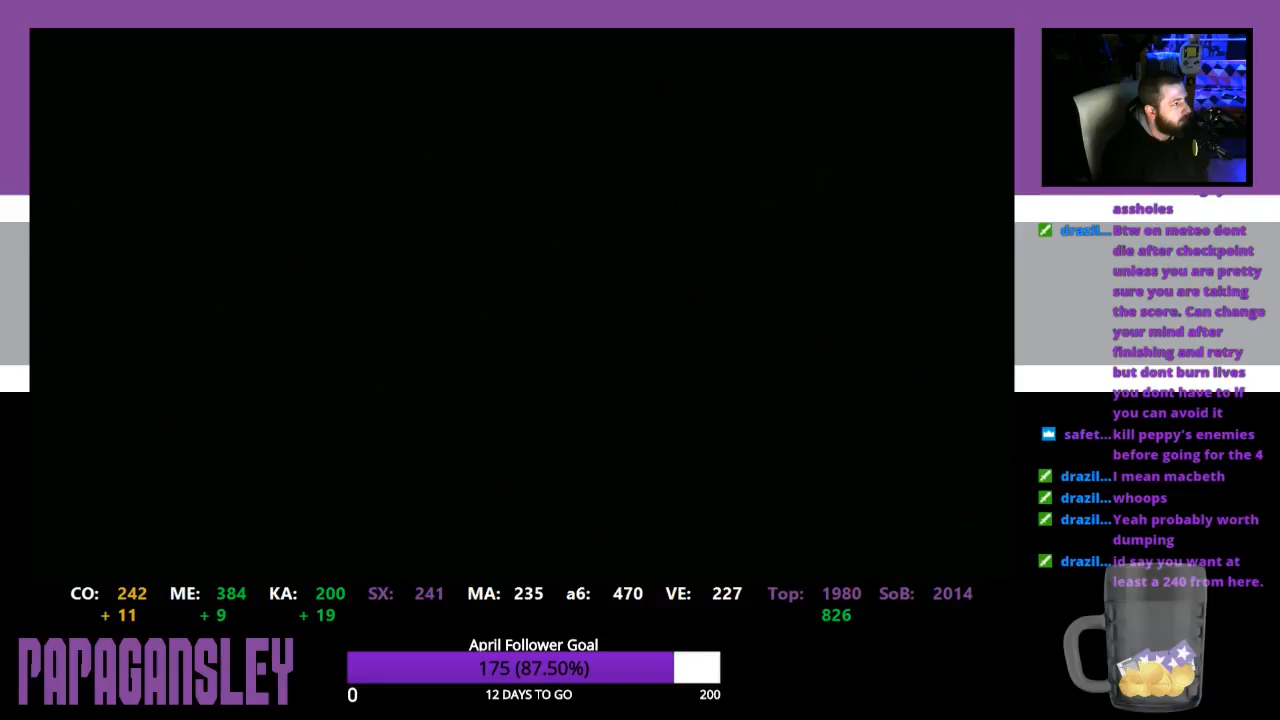 assholes
drazil... Btw on meteo dont
die after checkpoint
unless you are pretty
sure you are taking
the score. Can change
your mind after
finishing and retry
but dont burn lives
you dont have to if
you can avoid it
safet... kill peppy's enemies
before going for the 4
drazil... I mean macbeth
drazil... whoops
drazil... Yeah probably worth
dumping
drazil... id say you want at
least a 240 from here.
CO: 242 ME: 384 KA: 200 SX: 241 MA: 235 a6: 470 VE: 227 Top: 1980 SoB: 2014
+ 11 + 9 + 19 826
PAPAGANSLEY
April Follower Goal
175 (87.50%)
0 12 DAYS TO GO 200